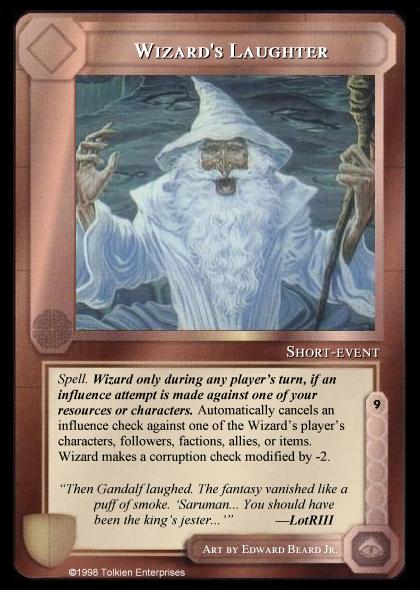 Wizard's Laughter
Short-event
Spell. Wizard only during any player's turn, if an
influence attempt is made against one of your
resources or characters. Automatically cancels an
influence check against one of the Wizard's player's
characters, followers, factions, allies, or items.
Wizard makes a corruption check modified by -2.
9
“Then Gandalf laughed. The fantasy vanished like a
puff of smoke. ‘Saruman... You should have
been the king's jester...’” —LotRIII
Art by Edward Beard Jr.
©1998 Tolkien Enterprises